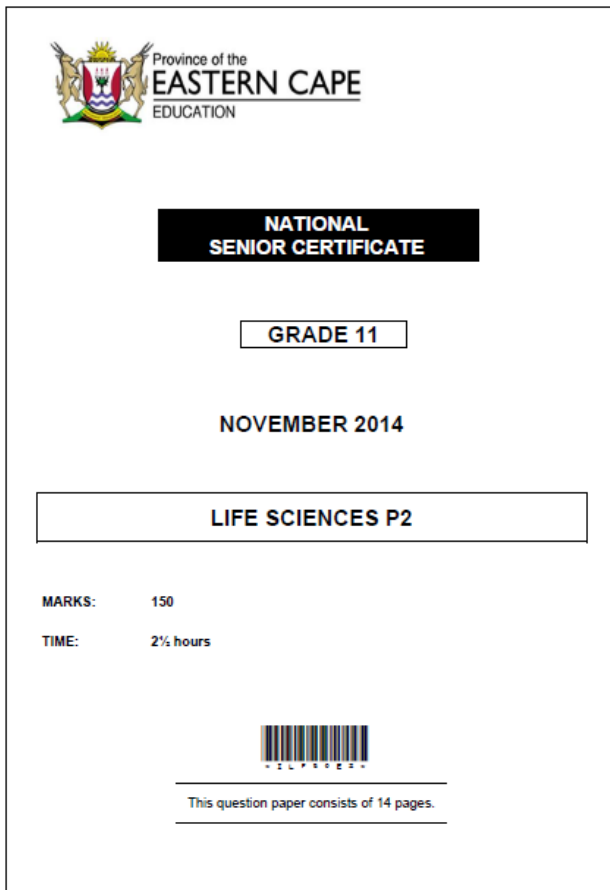 Province of the
EASTERN CAPE
EDUCATION
NATIONAL
SENIOR CERTIFICATE
GRADE 11
NOVEMBER 2014
LIFE SCIENCES P2
MARKS: 150
TIME: 2½ hours
This question paper consists of 14 pages.